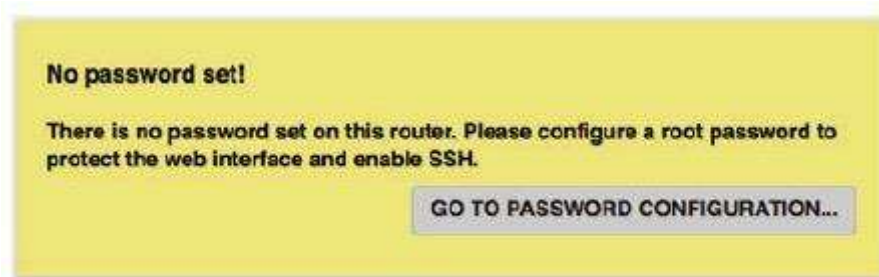 No password set!
There is no password set on this router. Please configure a root password to
protect the web interface and enable SSH.
GO TO PASSWORD CONFIGURATION...